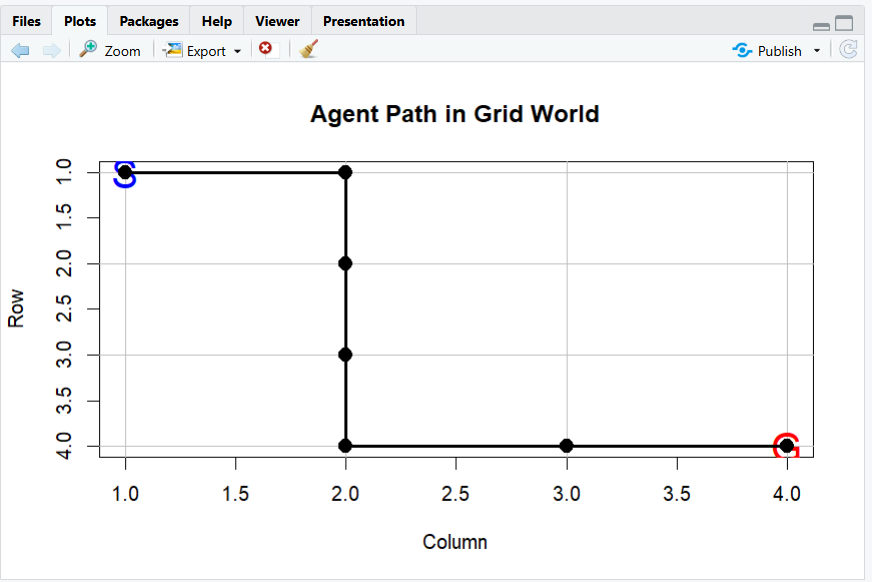 Files Plots Packages Help Viewer Presentation
Zoom Export Publish
Agent Path in Grid World
S
1.0
1.5
2.0
2.5
3.0
3.5
4.0
Row
G
1.0 1.5 2.0 2.5 3.0 3.5 4.0
Column